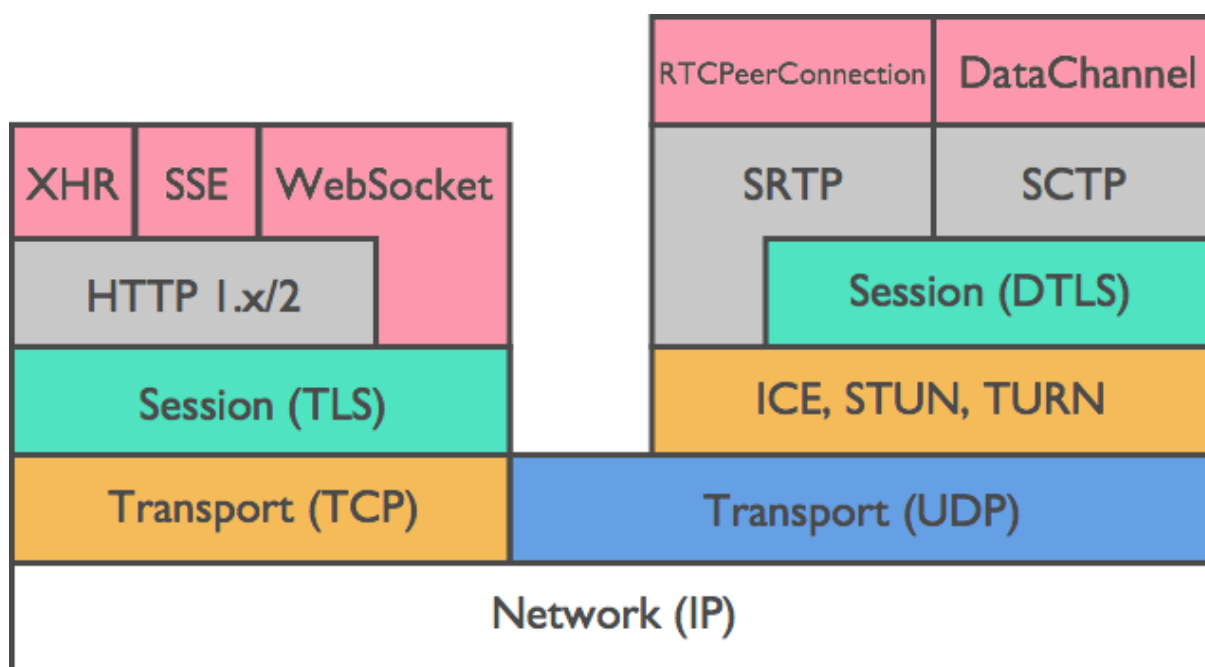 RTCPeerConnection DataChannel
XHR SSE WebSocket SRTP SCTP
HTTP 1.x/2 Session (DTLS)
Session (TLS) ICE, STUN, TURN
Transport (TCP) Transport (UDP)
Network (IP)